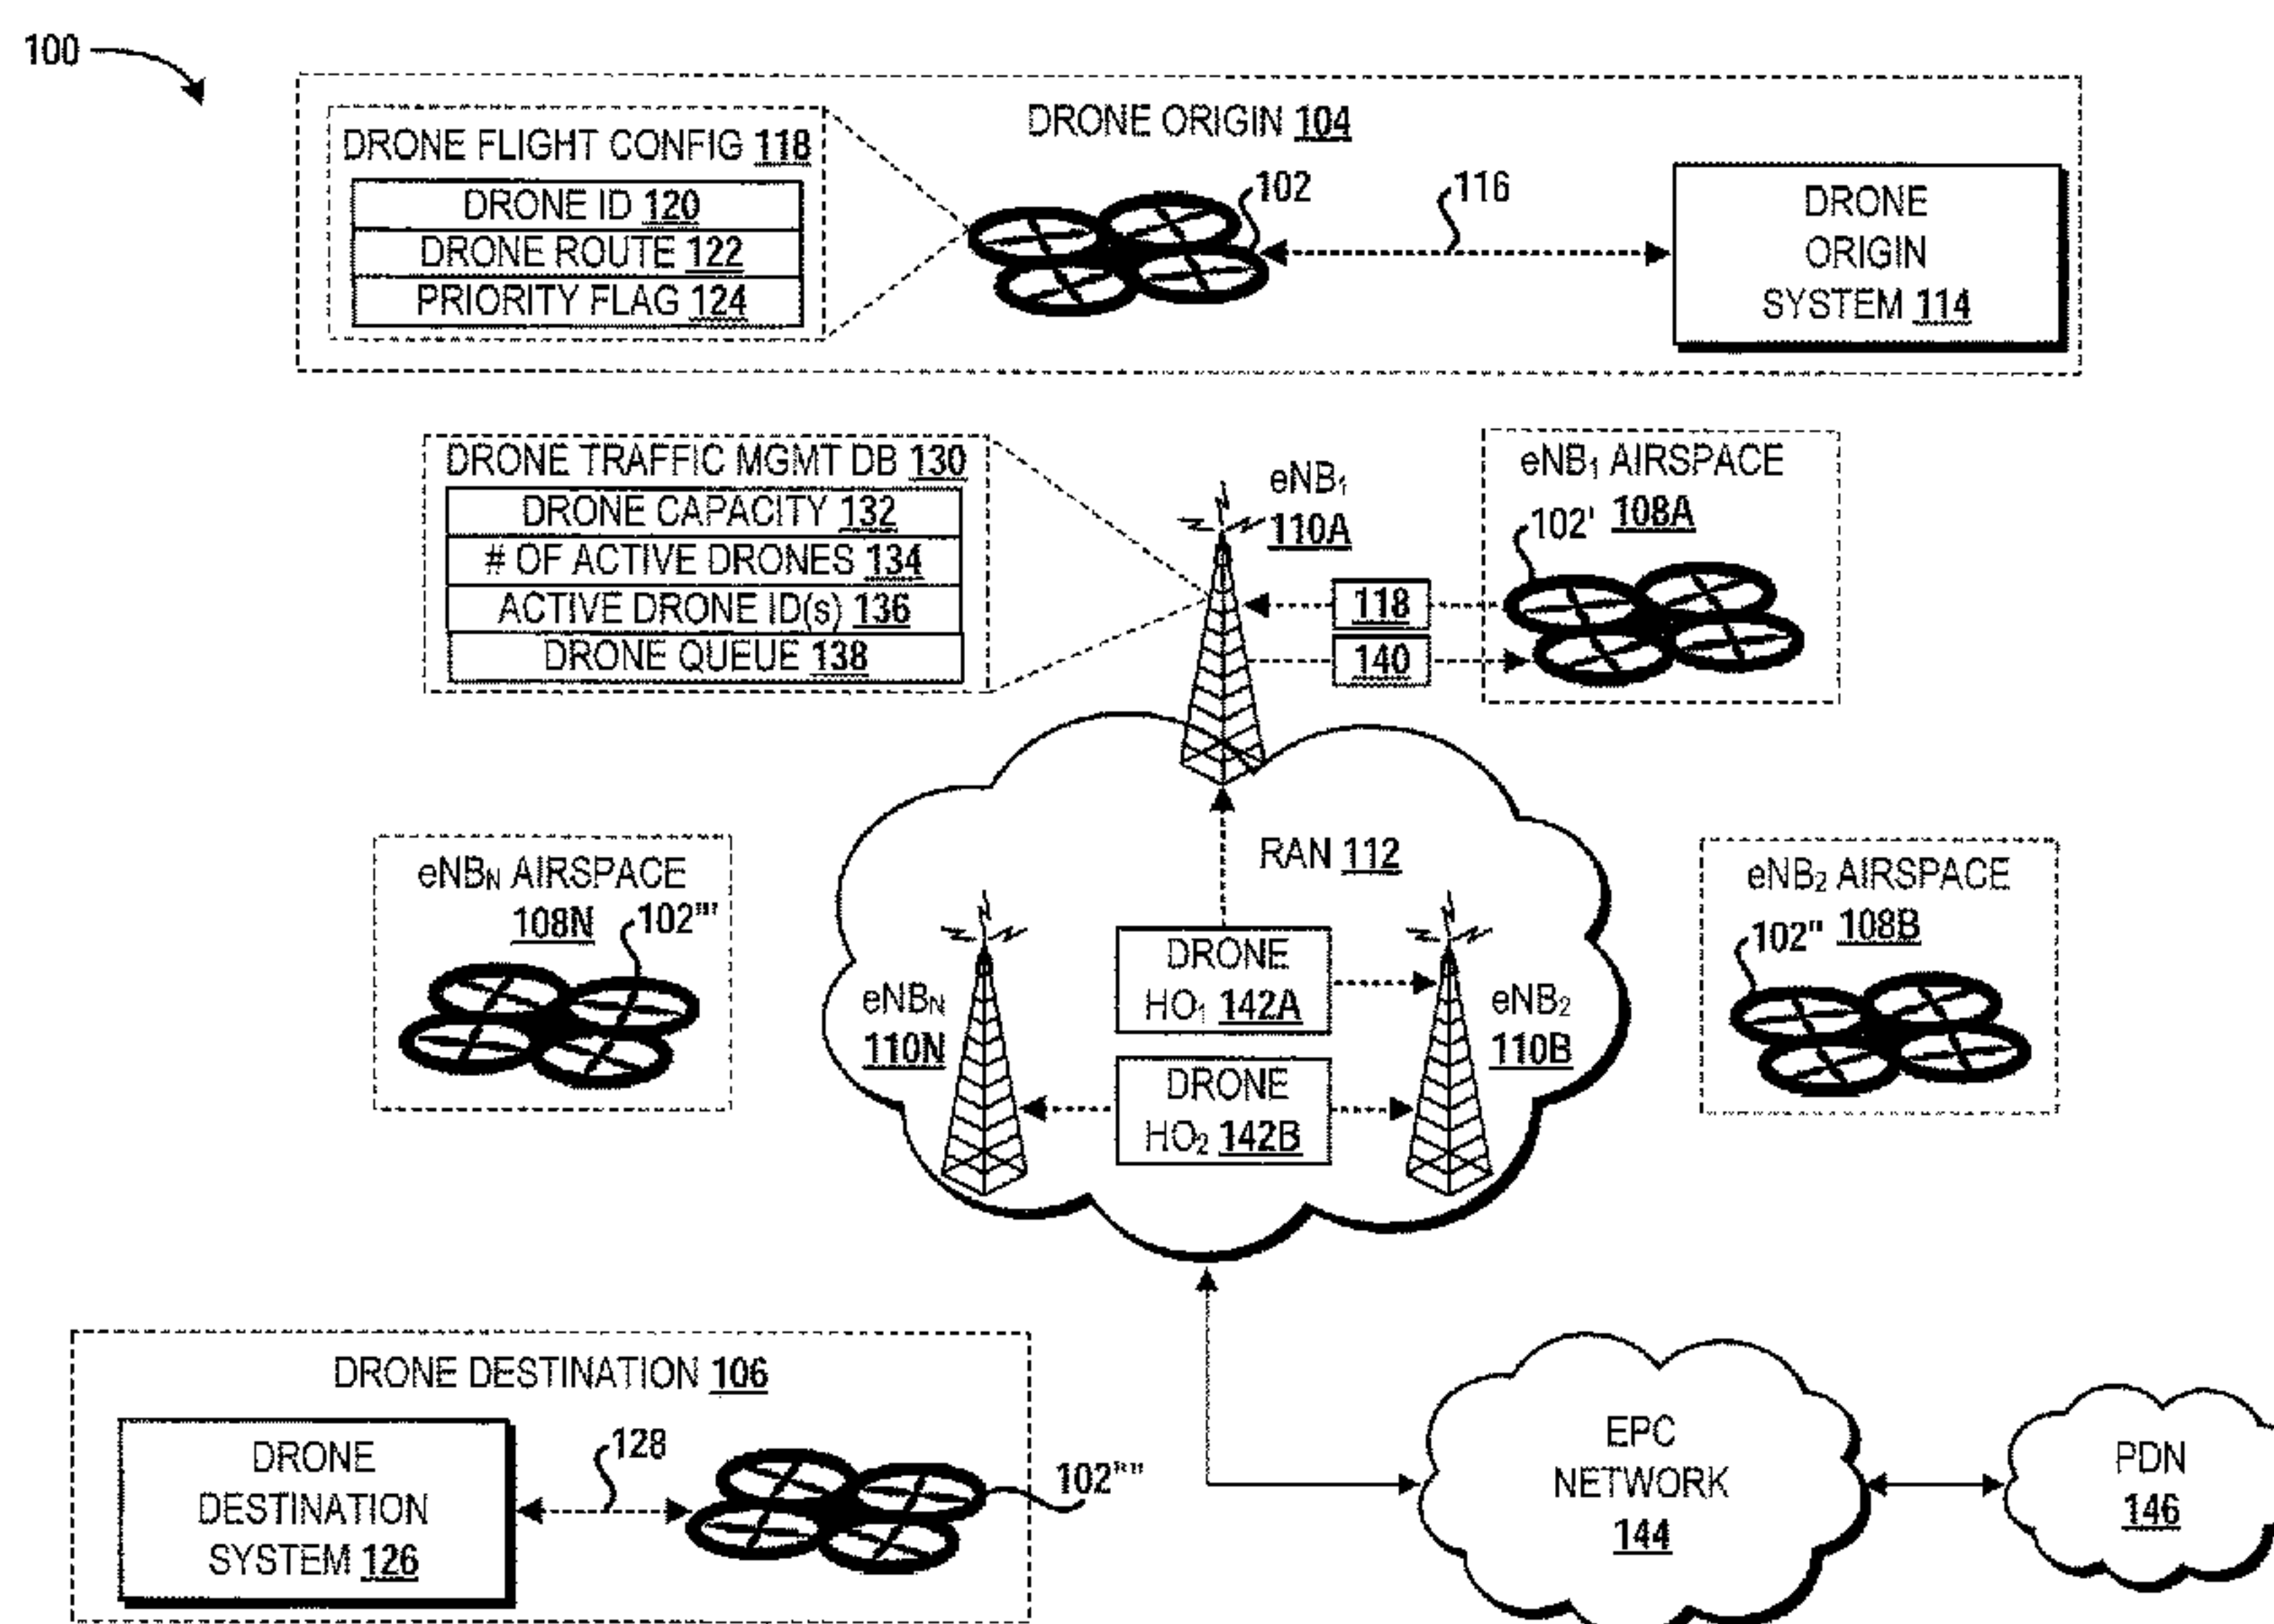 100
DRONE ORIGIN 104
DRONE FLIGHT CONFIG 118
DRONE ID 120
DRONE ROUTE 122
PRIORITY FLAG 124
102
116
DRONE
ORIGIN
SYSTEM 114
DRONE TRAFFIC MGMT DB 130
DRONE CAPACITY 132
# OF ACTIVE DRONES 134
ACTIVE DRONE ID(s) 136
DRONE QUEUE 138
eNB₁
110A
118
140
eNB₁ AIRSPACE
108A
102'
RAN 112
eNB_N AIRSPACE
108N
102'''
eNB_N
110N
DRONE
HO₁ 142A
DRONE
HO₂ 142B
eNB₂
110B
eNB₂ AIRSPACE
108B
102''
DRONE DESTINATION 106
DRONE
DESTINATION
SYSTEM 126
128
102''''
EPC
NETWORK
144
PDN
146